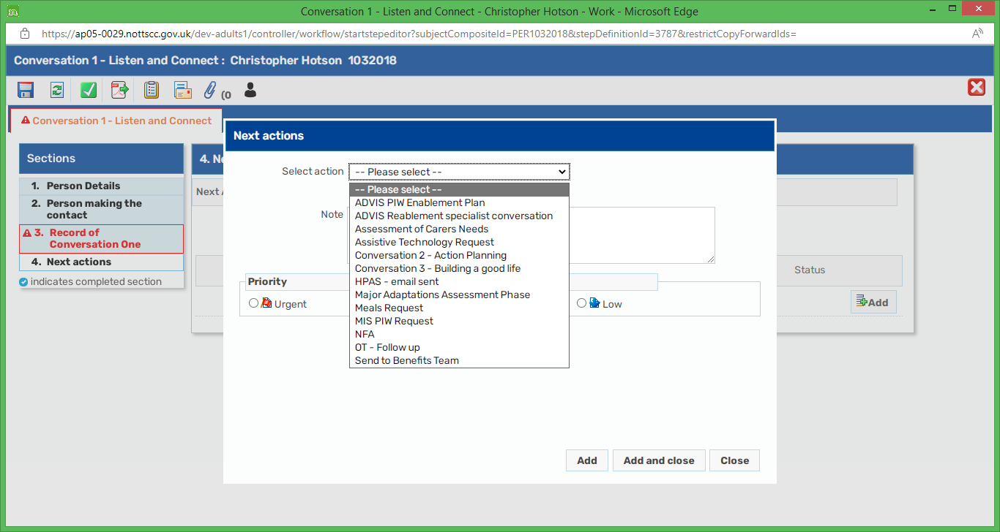 Conversation 1 - Listen and Connect - Christopher Hotson - Work - Microsoft Edge
https://ap05-0029.nottscc.gov.uk/dev-adults1/controller/workflow/startstepeditor?subjectCompositeId=PER1032018&stepDefinitionId=3787&restrictCopyForwardIds=
Conversation 1 - Listen and Connect : Christopher Hotson 1032018
(0
Conversation 1 - Listen and Connect
Sections
1. Person Details
2. Person making the
contact
3. Record of
Conversation One
4. Next actions
indicates completed section
4. Ne
Next A
Next actions
Select action
-- Please select --
-- Please select --
ADVIS PIW Enablement Plan
ADVIS Reablement specialist conversation
Assessment of Carers Needs
Assistive Technology Request
Conversation 2 - Action Planning
Conversation 3 - Building a good life
HPAS - email sent
Major Adaptations Assessment Phase
Meals Request
MIS PIW Request
NFA
OT - Follow up
Send to Benefits Team
Note
Priority
Urgent
Low
Status
Add
Add
Add and close
Close